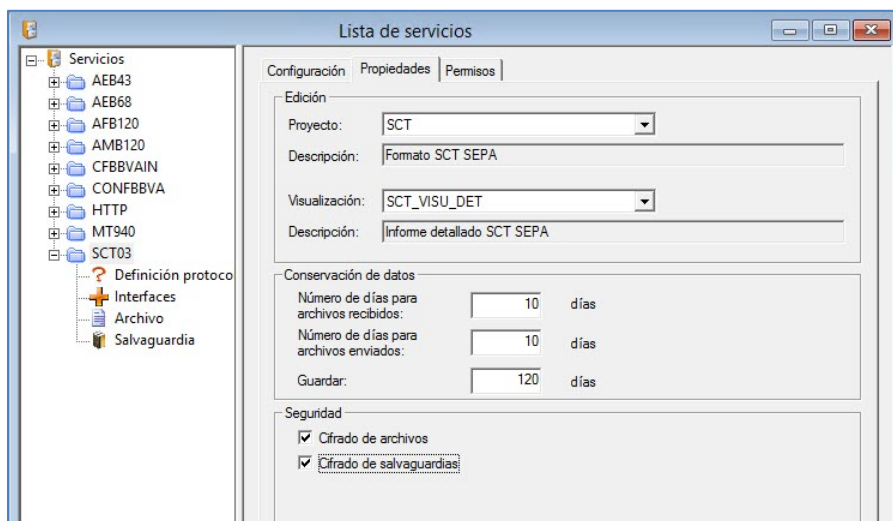 Lista de servicios
Servicios
AEB43
AEB68
AFB120
AMB120
CFBBVAIN
CONFBBVA
HTTP
MT940
SCT03
Definición protoco
Interfaces
Archivo
Salvaguardia
Configuración Propiedades Permisos
Edición
Proyecto: SCT
Descripción: Formato SCT SEPA
Visualización: SCT_VISU_DET
Descripción: Informe detallado SCT SEPA
Conservación de datos
Número de días para
archivos recibidos: 10 días
Número de días para
archivos enviados: 10 días
Guardar: 120 días
Seguridad
Cifrado de archivos
Cifrado de salvaguardias